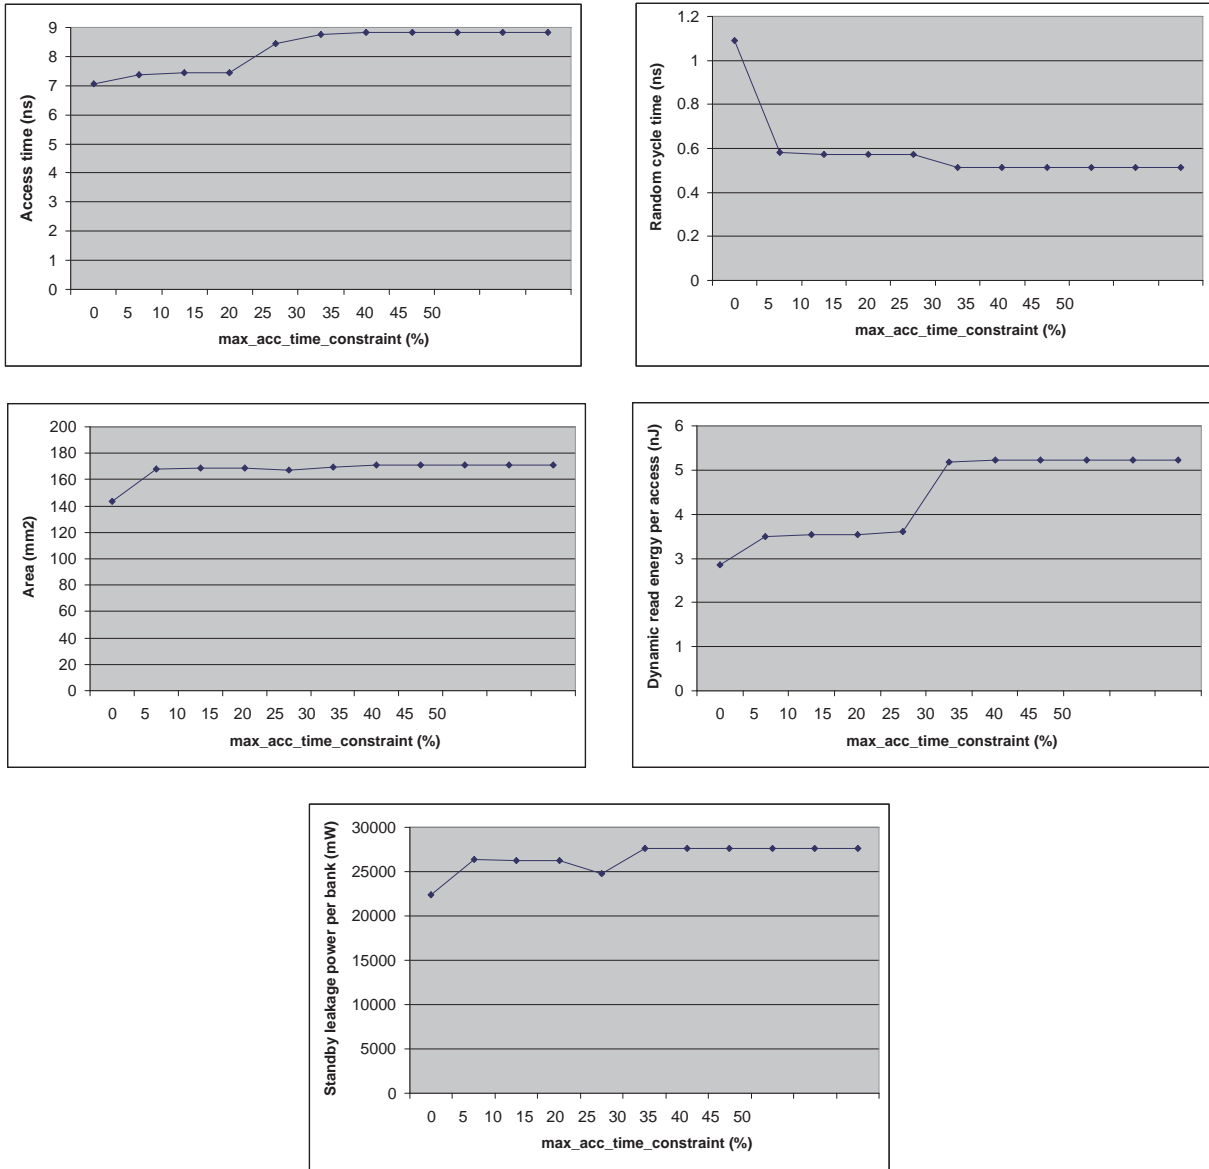 Access time (ns)
9
8
7
6
5
4
3
2
1
0
0 5 10 15 20 25 30 35 40 45 50
max_acc_time_constraint (%)
Random cycle time (ns)
1.2
1
0.8
0.6
0.4
0.2
0
0 5 10 15 20 25 30 35 40 45 50
max_acc_time_constraint (%)
Area (mm2)
200
180
160
140
120
100
80
60
40
20
0
0 5 10 15 20 25 30 35 40 45 50
max_acc_time_constraint (%)
Dynamic read energy per access (nJ)
6
5
4
3
2
1
0
0 5 10 15 20 25 30 35 40 45 50
max_acc_time_constraint (%)
Standby leakage power per bank (mW)
30000
25000
20000
15000
10000
5000
0
0 5 10 15 20 25 30 35 40 45 50
max_acc_time_constraint (%)